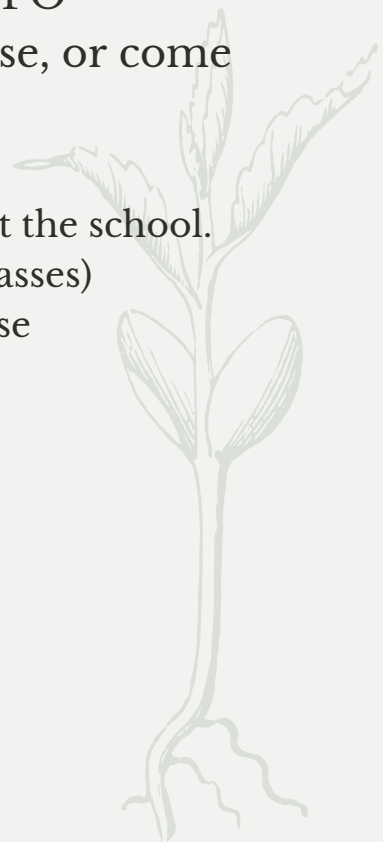 se, or come
t the school.
asses)
se